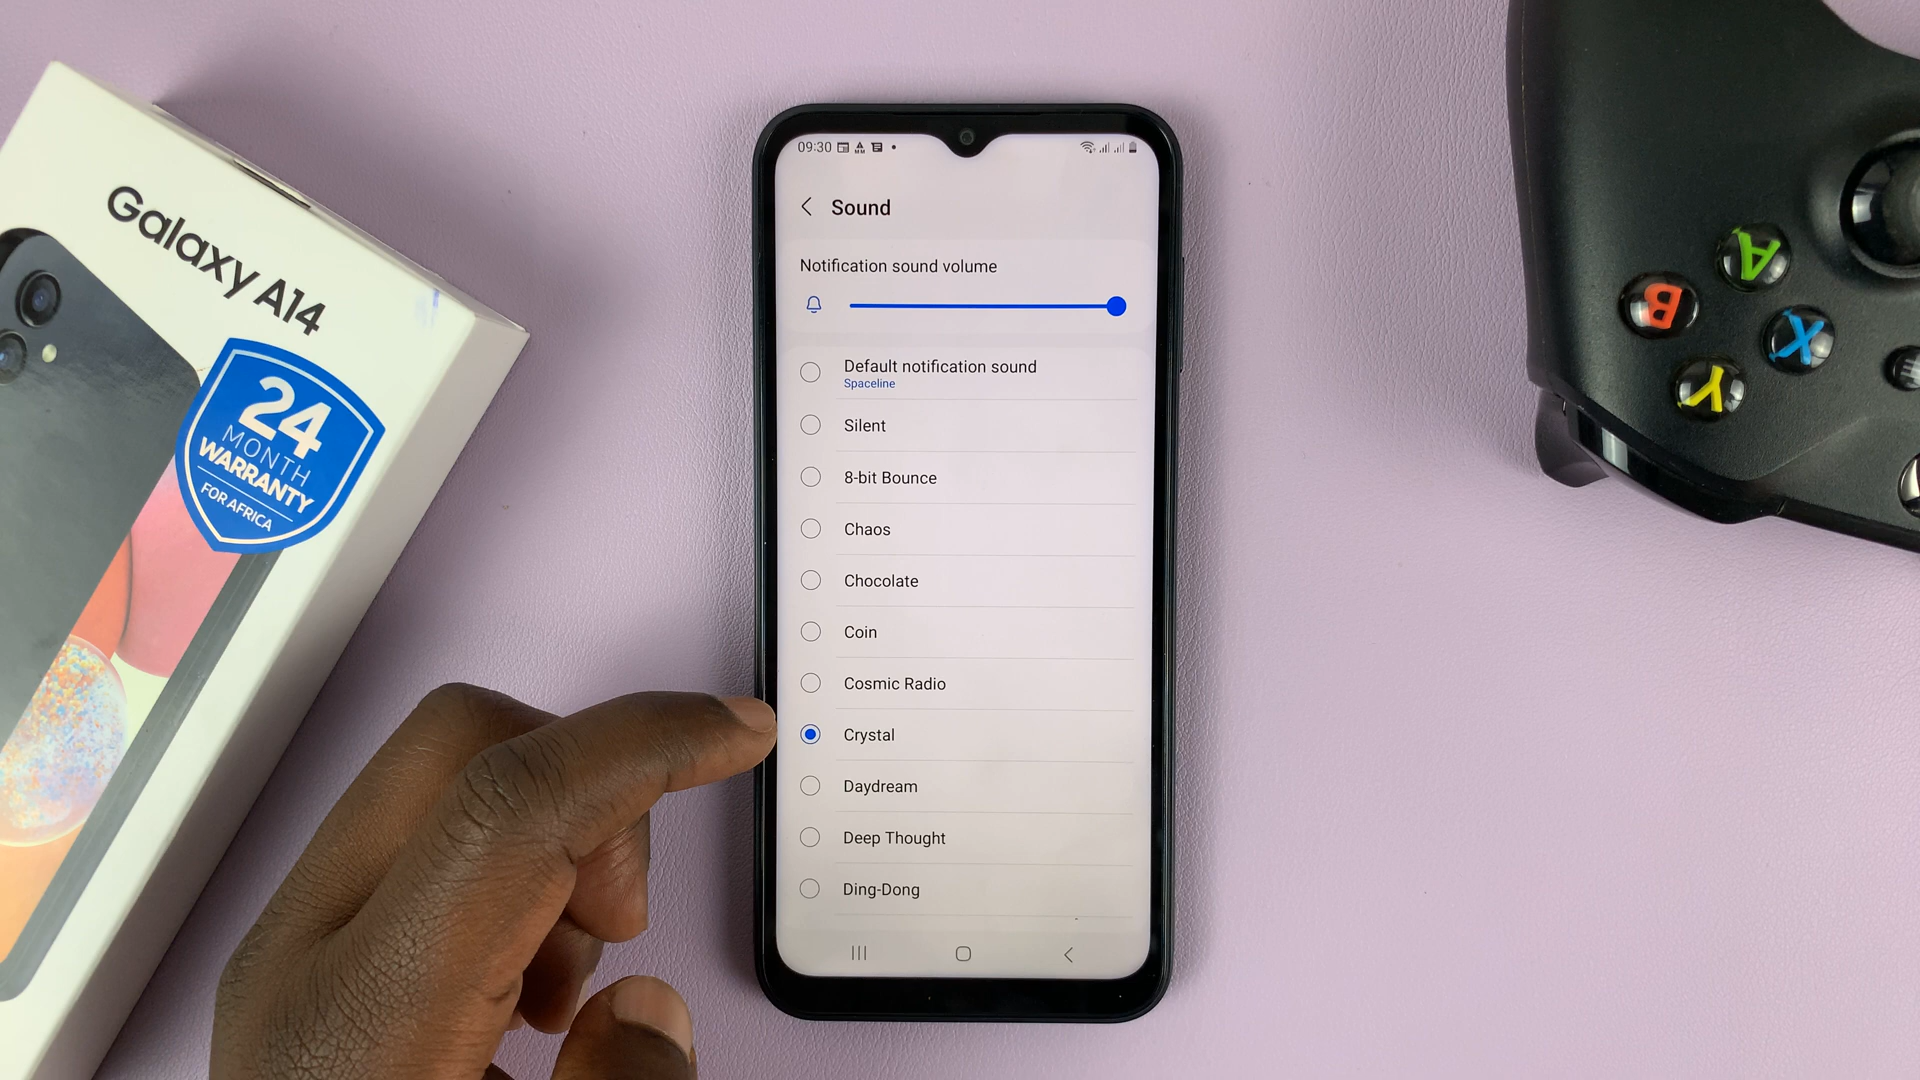 Galaxy A14
24
MONTH
WARRANTY
FOR AFRICA
09:30
Sound
Notification sound volume
Default notification sound
Spaceline
Silent
8-bit Bounce
Chaos
Chocolate
Coin
Cosmic Radio
Crystal
Daydream
Deep Thought
Ding-Dong
A
B
X
Y